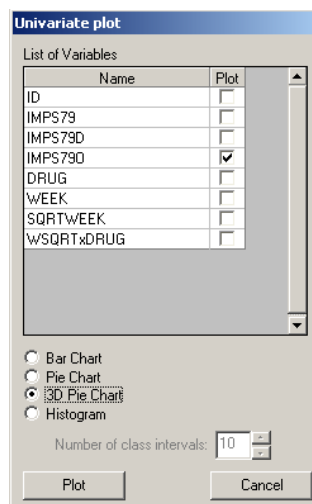 Univariate plot
List of Variables
Name Plot
ID
IMPS79
IMPS79D
IMPS79O
DRUG
WEEK
SQRTWEEK
WSQRTxDRUG
Bar Chart
Pie Chart
3D Pie Chart
Histogram
Number of class intervals: 10
Plot Cancel